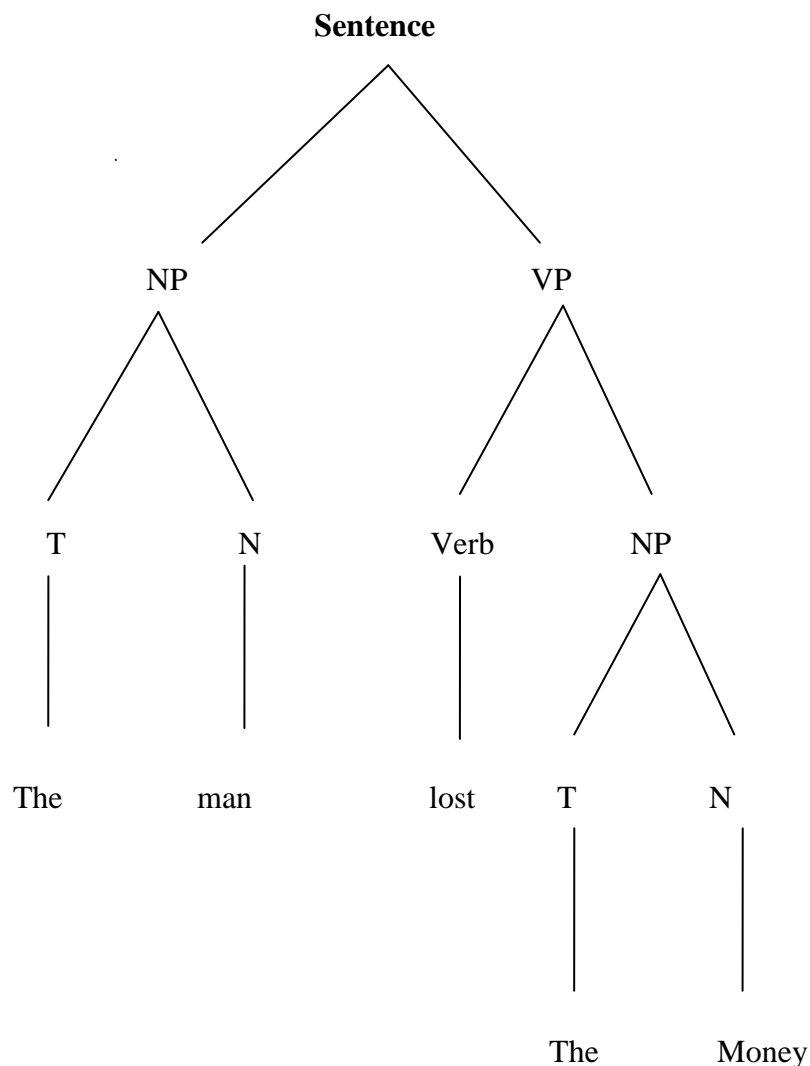 Sentence
NP VP
T N Verb NP
The man lost T N
The Money